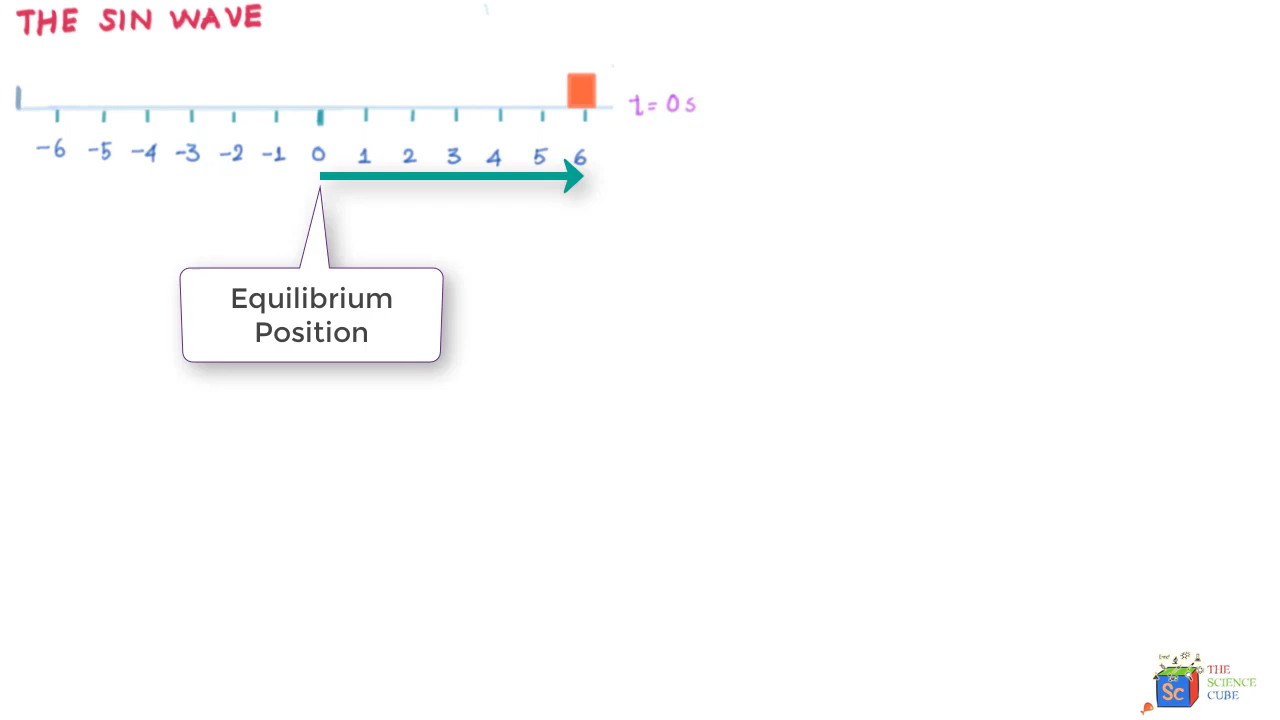 THE SIN WAVE
t = 0 s
-6 -5 -4 -3 -2 -1 0 1 2 3 4 5 6
Equilibrium
Position
Sc
THE
SCIENCE
CUBE